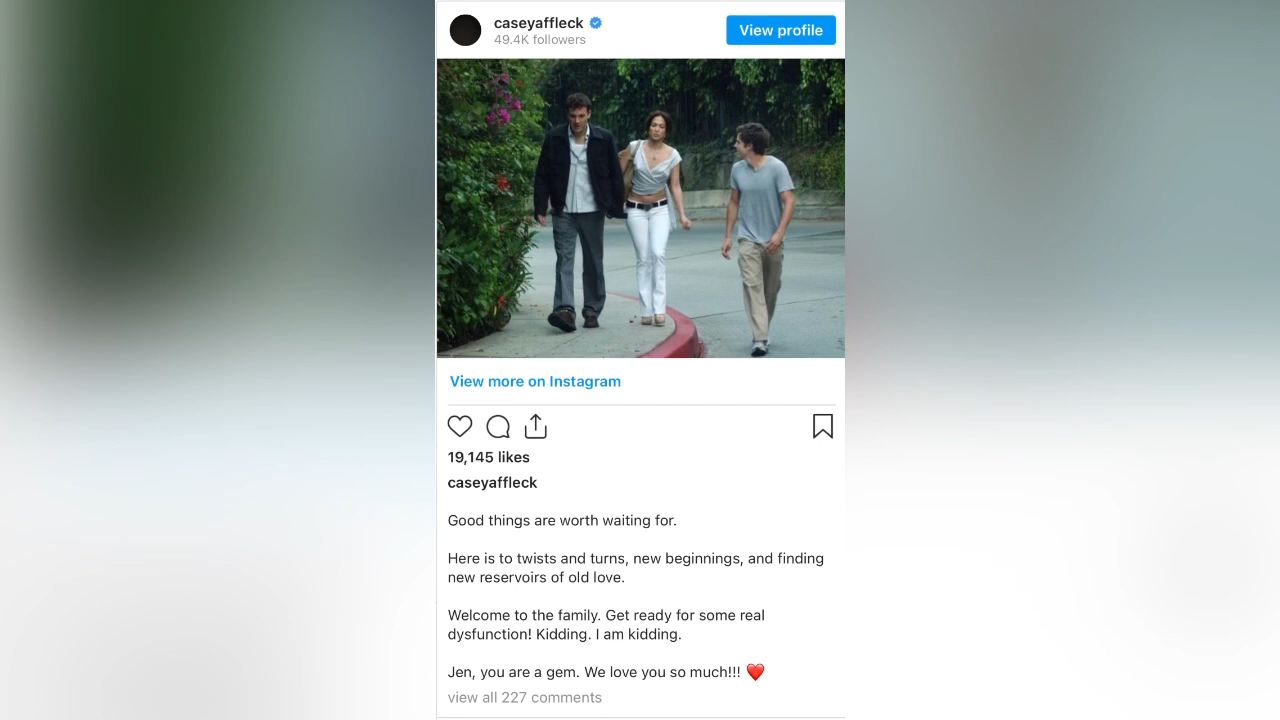 caseyaffleck
49.4K followers
View profile
View more on Instagram
19,145 likes
caseyaffleck
Good things are worth waiting for.
Here is to twists and turns, new beginnings, and finding
new reservoirs of old love.
Welcome to the family. Get ready for some real
dysfunction! Kidding. I am kidding.
Jen, you are a gem. We love you so much!!! ❤️
view all 227 comments